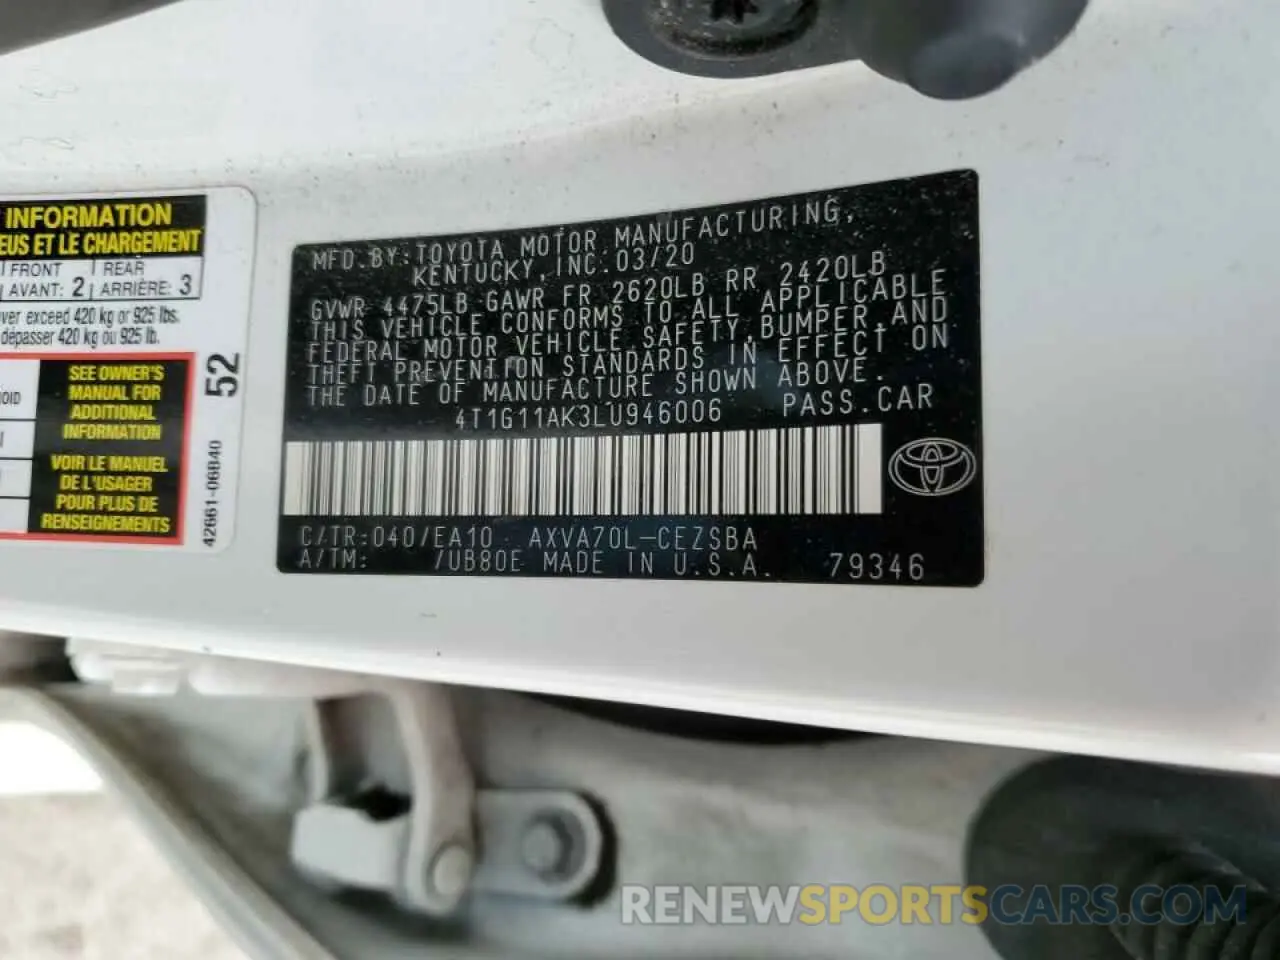 INFORMATION
EUS ET LE CHARGEMENT
FRONT
AVANT: 2
REAR
ARRIÈRE: 3
ver exceed 420 kg or 925 lbs.
dépasser 420 kg ou 925 lb.
SEE OWNER'S
MANUAL FOR
ADDITIONAL
INFORMATION
VOIR LE MANUEL
DE L'USAGER
POUR PLUS DE
RENSEIGNEMENTS
OID
52
42661-06B40
MFD.BY:TOYOTA MOTOR MANUFACTURING,
KENTUCKY,INC.03/20
GVWR 4475LB GAWR FR 2620LB RR 2420LB
THIS VEHICLE CONFORMS TO ALL APPLICABLE
FEDERAL MOTOR VEHICLE SAFETY,BUMPER,AND
THEFT PREVENTION STANDARDS IN EFFECT ON
THE DATE OF MANUFACTURE SHOWN ABOVE.
4T1G11AK3LU946006 PASS.CAR
C/TR:040/EA10 AXVA70L-CEZSBA
A/TM: /UB80E MADE IN U.S.A. 79346
RENEWSPORTSCARS.COM